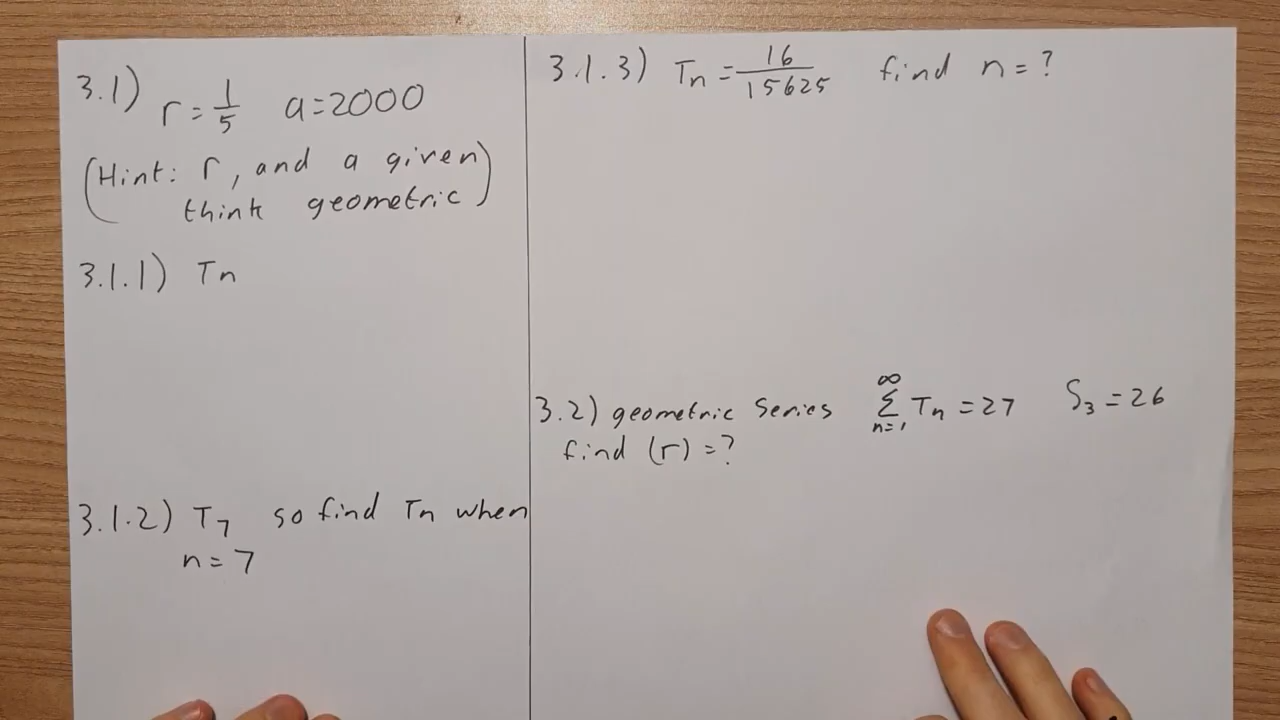 3.1) r = 1/5 a = 2000
(Hint: r, and a given
think geometric)
3.1.1) Tn
3.1.2) T₇ so find Tn when
n = 7
3.1.3) Tn = 16/15625 find n = ?
3.2) geometric series ∞Σn=1 Tn = 27 S₃ = 26
find (r) = ?